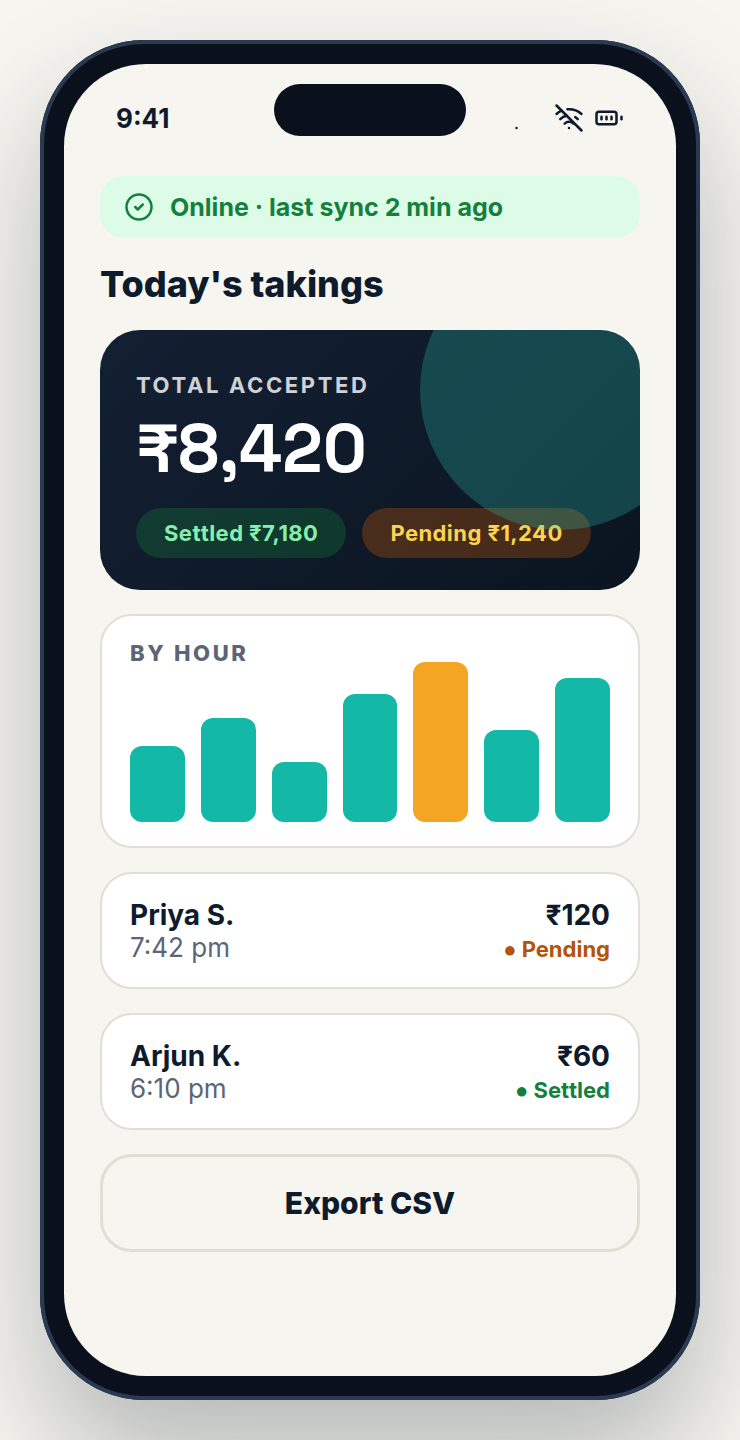 9:41
Online · last sync 2 min ago
Today's takings
TOTAL ACCEPTED
₹8,420
Settled ₹7,180
Pending ₹1,240
BY HOUR
Priya S.
₹120
7:42 pm
● Pending
Arjun K.
₹60
6:10 pm
● Settled
Export CSV